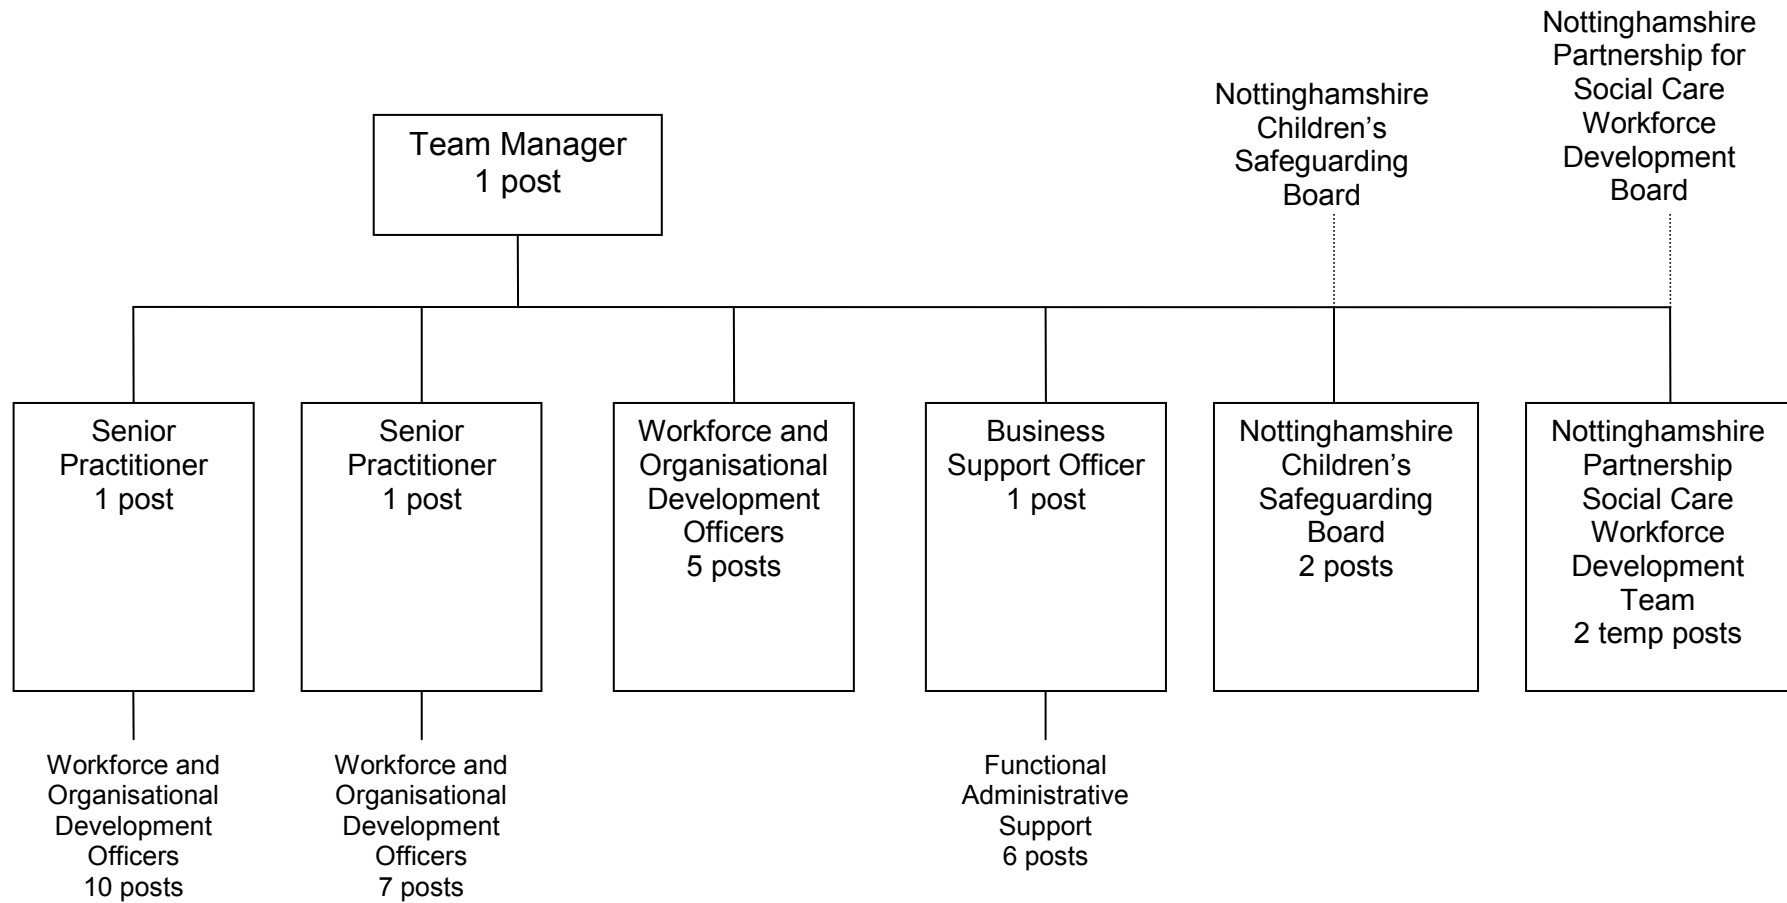 Nottinghamshire
Partnership for
Social Care
Workforce
Development
Board
Nottinghamshire
Children’s
Safeguarding
Board
Team Manager
1 post
Senior
Practitioner
1 post
Senior
Practitioner
1 post
Workforce and
Organisational
Development
Officers
5 posts
Business
Support Officer
1 post
Nottinghamshire
Children’s
Safeguarding
Board
2 posts
Nottinghamshire
Partnership
Social Care
Workforce
Development
Team
2 temp posts
Workforce and
Organisational
Development
Officers
10 posts
Workforce and
Organisational
Development
Officers
7 posts
Functional
Administrative
Support
6 posts